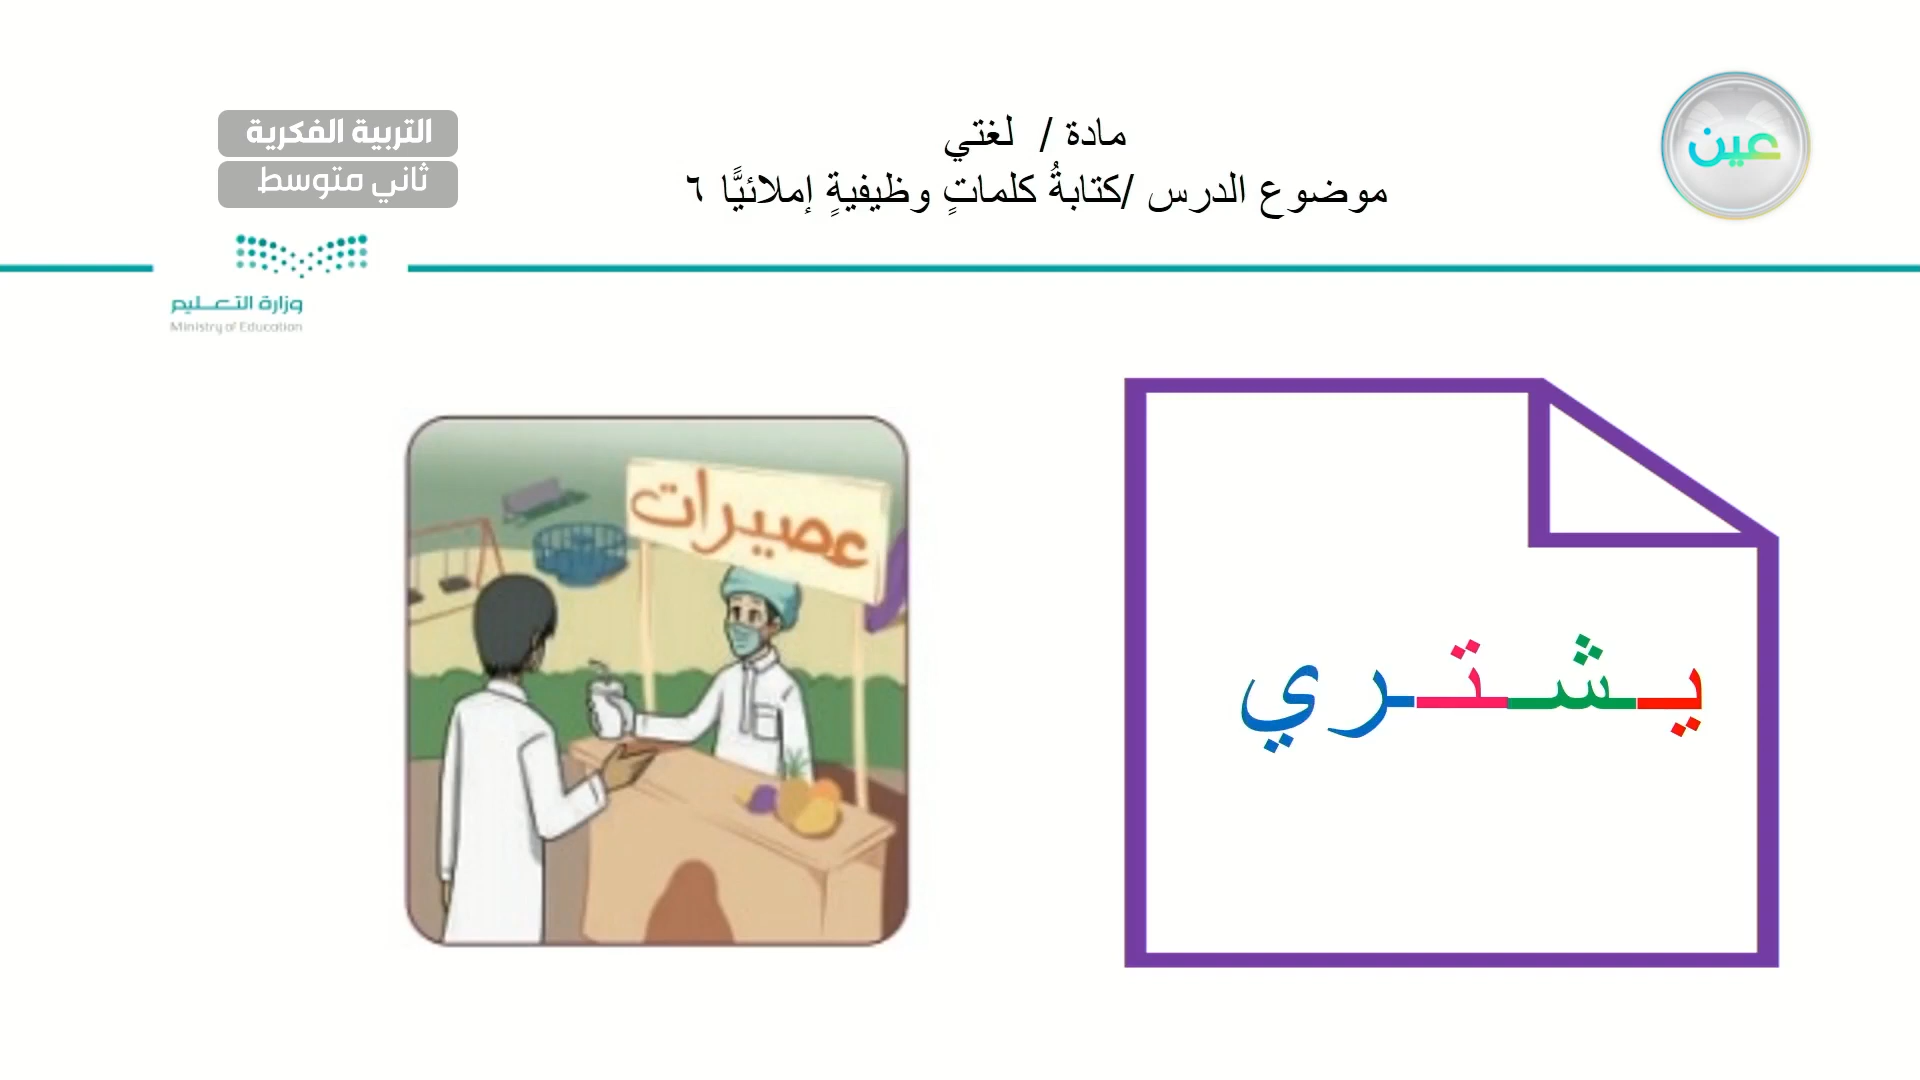 عين
مادة / لغتي
موضوع الدرس /كتابةُ كلماتٍ وظيفيةٍ إملائيًّا ٦
التربية الفكرية
ثاني متوسط
وزارة التعليم
Ministry of Education
يشتري
عصيرات